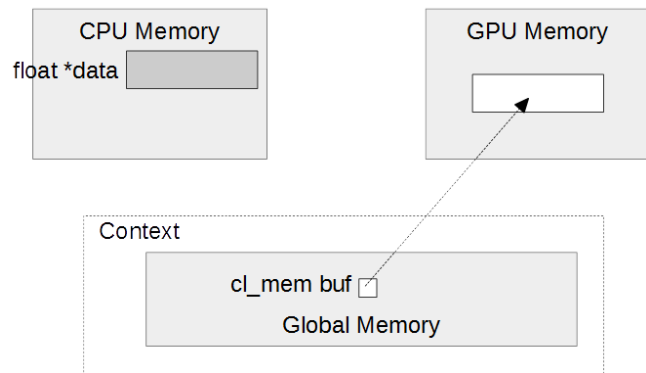 CPU Memory
float *data
GPU Memory
Context
cl_mem buf
Global Memory